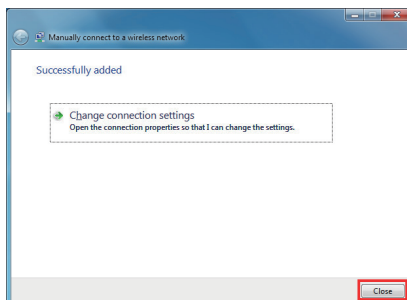 Manually connect to a wireless network
Successfully added
Change connection settings
Open the connection properties so that I can change the settings.
Close